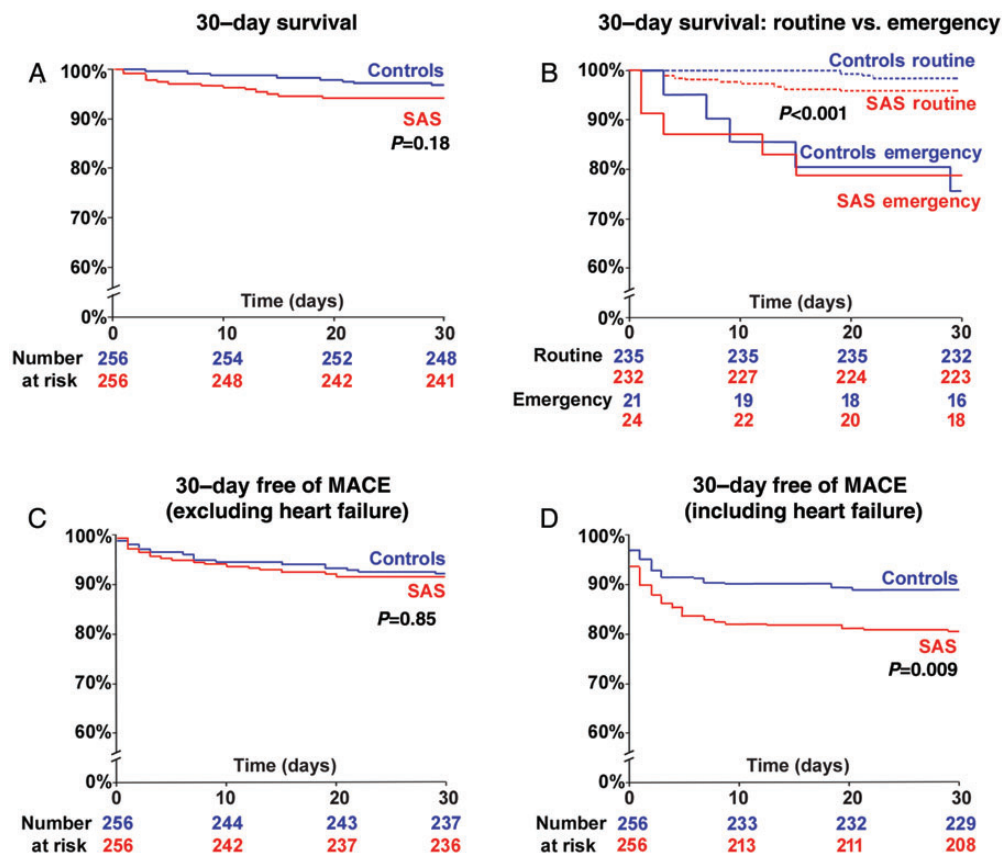 30–day survival
A
100%
90%
80%
70%
60%
0%
Controls
SAS
P=0.18
Time (days)
0 10 20 30
Number 256 254 252 248
at risk 256 248 242 241
30–day survival: routine vs. emergency
B
100%
90%
80%
70%
60%
0%
Controls routine
SAS routine
P<0.001
Controls emergency
SAS emergency
Time (days)
0 10 20 30
Routine 235 235 235 232
232 227 224 223
Emergency 21 19 18 16
24 22 20 18
30–day free of MACE
(excluding heart failure)
C
100%
90%
80%
70%
60%
0%
Controls
SAS
P=0.85
Time (days)
0 10 20 30
Number 256 244 243 237
at risk 256 242 237 236
30–day free of MACE
(including heart failure)
D
100%
90%
80%
70%
60%
0%
Controls
SAS
P=0.009
Time (days)
0 10 20 30
Number 256 233 232 229
at risk 256 213 211 208